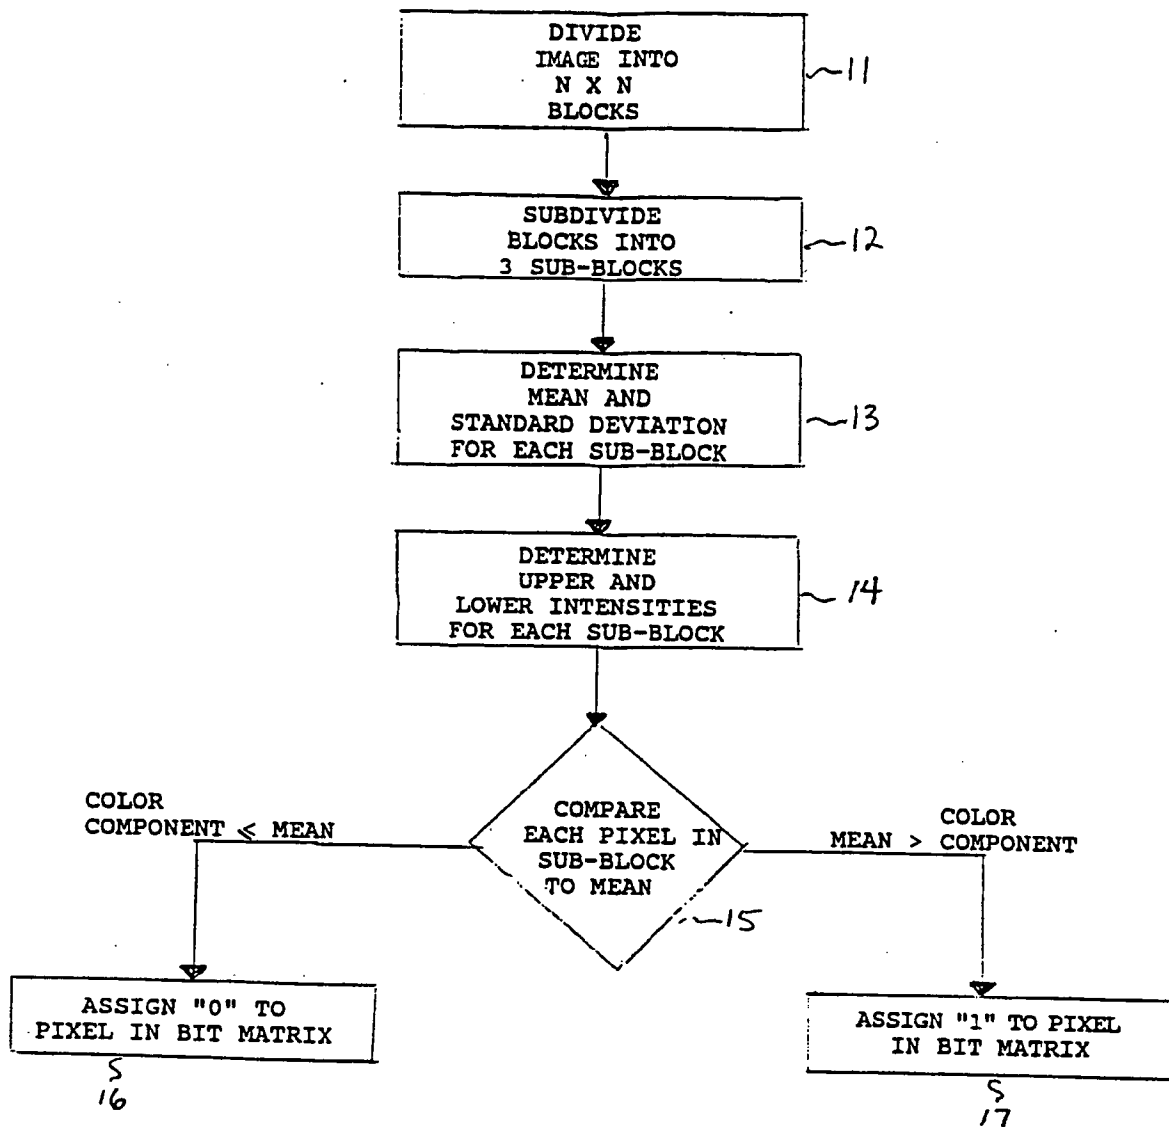 DIVIDE
IMAGE INTO
N X N
BLOCKS
11
SUBDIVIDE
BLOCKS INTO
3 SUB-BLOCKS
12
DETERMINE
MEAN AND
STANDARD DEVIATION
FOR EACH SUB-BLOCK
13
DETERMINE
UPPER AND
LOWER INTENSITIES
FOR EACH SUB-BLOCK
14
COMPARE
EACH PIXEL IN
SUB-BLOCK
TO MEAN
15
COLOR
COMPONENT ≤ MEAN
COLOR
MEAN > COMPONENT
ASSIGN "0" TO
PIXEL IN BIT MATRIX
16
ASSIGN "1" TO PIXEL
IN BIT MATRIX
17